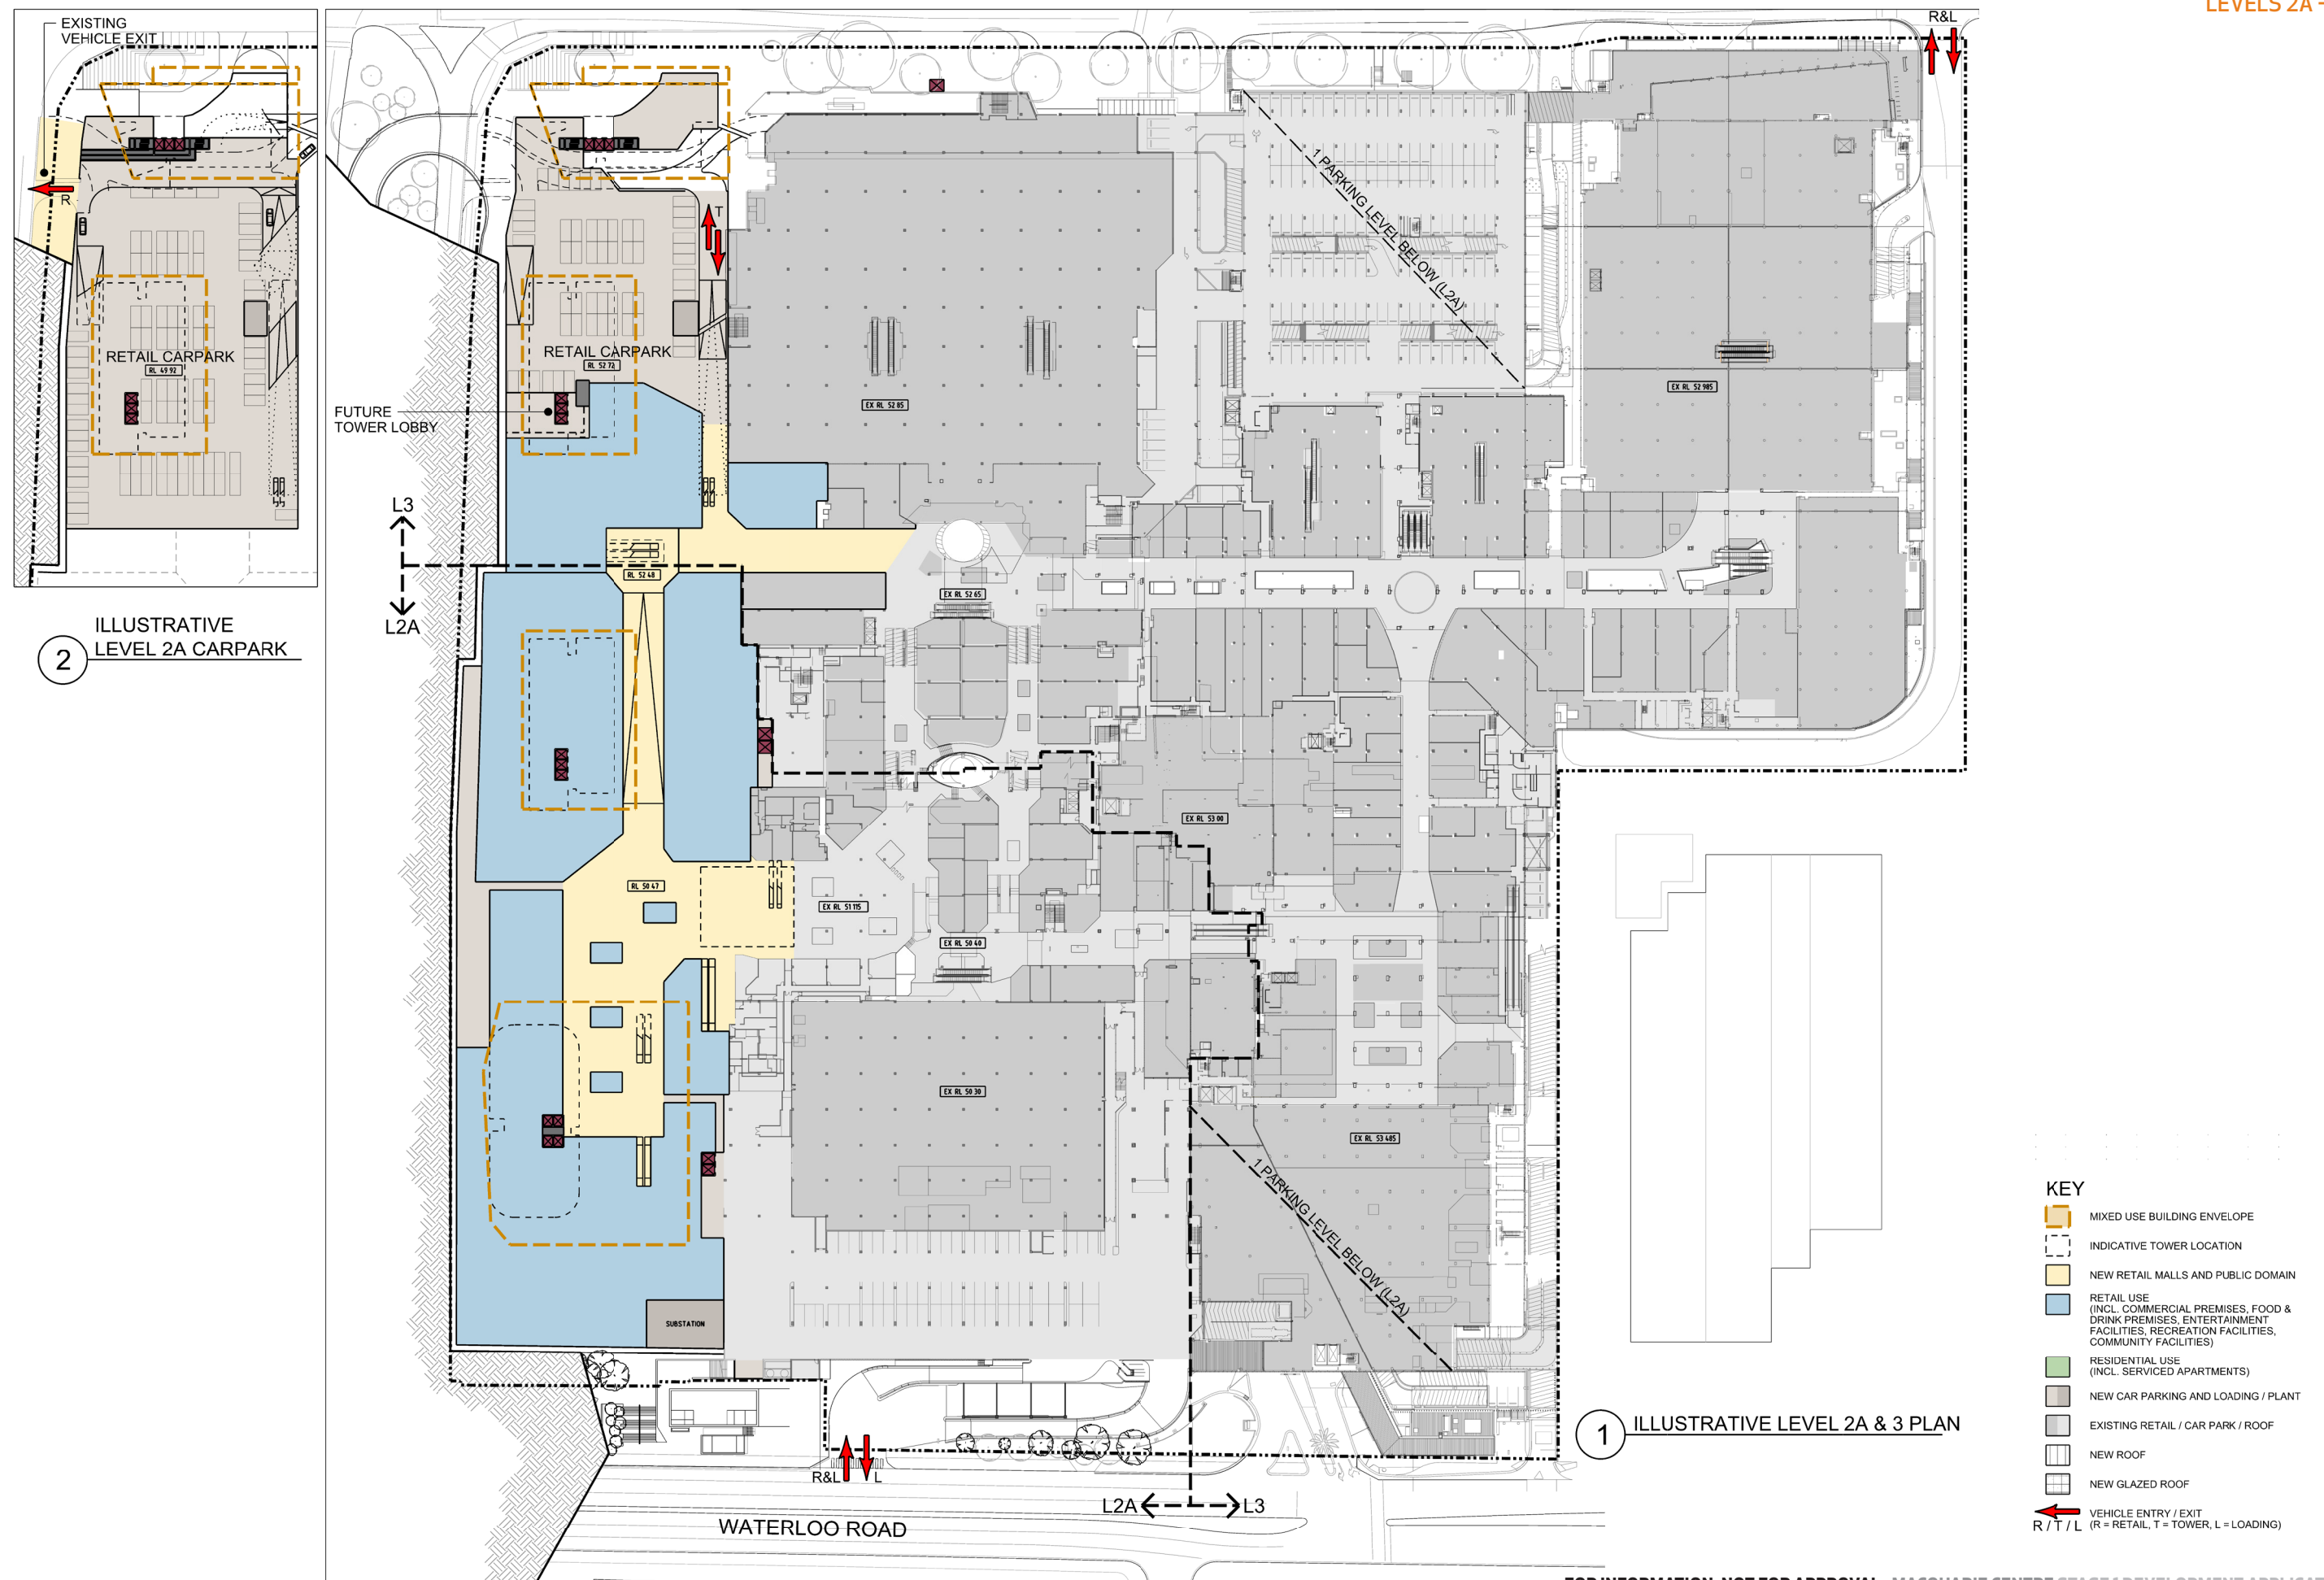 LEVELS 2A
EXISTING
VEHICLE EXIT
R
RETAIL CARPARK
RL 49 92
2
ILLUSTRATIVE
LEVEL 2A CARPARK
R&L
T
1 PARKING LEVEL BELOW (L2A)
RETAIL CARPARK
RL 52 72
EX RL 52 85
EX RL 52 985
FUTURE
TOWER LOBBY
L3
L2A
RL 52 48
EX RL 52 65
EX RL 53 00
RL 50 47
EX RL 51 115
EX RL 50 40
EX RL 50 30
EX RL 53 485
1 PARKING LEVEL BELOW (L2A)
SUBSTATION
R&L
L
L2A
L3
WATERLOO ROAD
1
ILLUSTRATIVE LEVEL 2A & 3 PLAN
KEY
MIXED USE BUILDING ENVELOPE
INDICATIVE TOWER LOCATION
NEW RETAIL MALLS AND PUBLIC DOMAIN
RETAIL USE
(INCL. COMMERCIAL PREMISES, FOOD &
DRINK PREMISES, ENTERTAINMENT
FACILITIES, RECREATION FACILITIES,
COMMUNITY FACILITIES)
RESIDENTIAL USE
(INCL. SERVICED APARTMENTS)
NEW CAR PARKING AND LOADING / PLANT
EXISTING RETAIL / CAR PARK / ROOF
NEW ROOF
NEW GLAZED ROOF
VEHICLE ENTRY / EXIT
R / T / L (R = RETAIL, T = TOWER, L = LOADING)